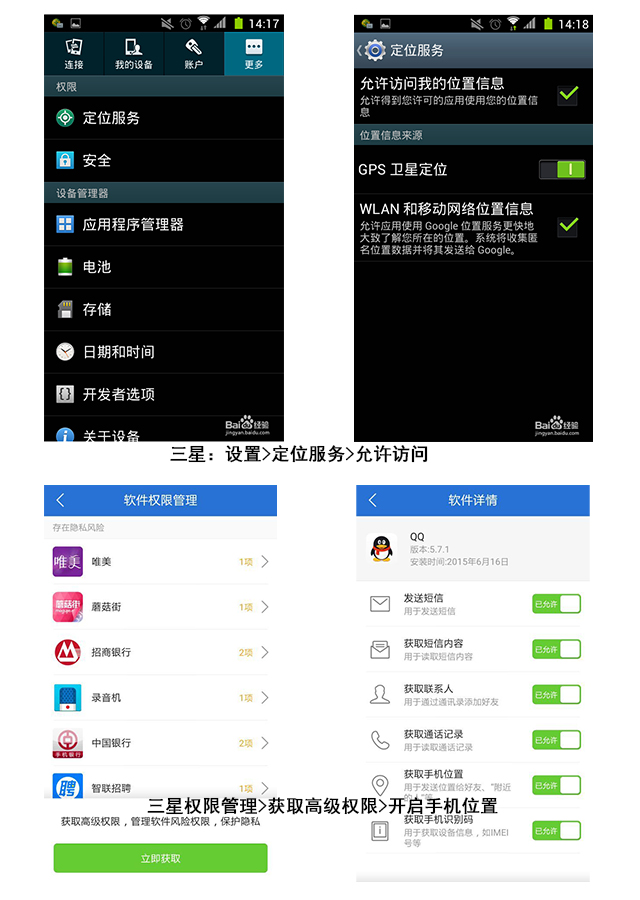 14:17
连接
我的设备
账户
更多
权限
定位服务
安全
设备管理器
应用程序管理器
电池
存储
日期和时间
开发者选项
关于设备
Bai 经验
jingyan.baidu.com
14:18
定位服务
允许访问我的位置信息
允许得到您许可的应用使用您的位置信
息
位置信息来源
GPS 卫星定位
WLAN 和移动网络位置信息
允许应用使用 Google 位置服务更快地
大致了解您所在的位置。系统将收集匿
名位置数据并将其发送给 Google。
Bai 经验
jingyan.baidu.com
三星：设置>定位服务>允许访问
软件权限管理
存在隐私风险
唯美
唯美
1项
蘑菇街
蘑菇街
1项
招商银行
2项
录音机
1项
手机银行
中国银行
2项
聘
智联招聘
1项
获取高级权限，管理软件风险权限，保护隐私
立即获取
软件详情
QQ
版本:5.7.1
安装时间:2015年6月16日
发送短信
用于发送短信
已允许
获取短信内容
用于读取短信内容
已允许
获取联系人
用于通过通讯录添加好友
已允许
获取通话记录
用于读取通话记录
已允许
获取手机位置
用于发送位置给好友、“附近
的人”等
已允许
获取手机识别码
用于获取设备信息，如IMEI
号等
已允许
三星权限管理>获取高级权限>开启手机位置